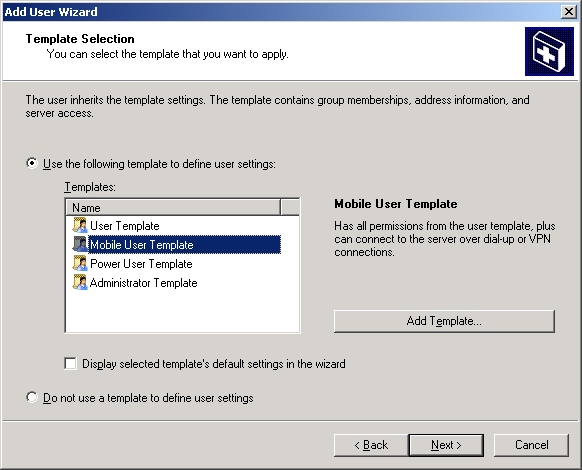 Add User Wizard
Template Selection
You can select the template that you want to apply.
The user inherits the template settings. The template contains group memberships, address information, and
server access.
Use the following template to define user settings:
Templates:
Name
User Template
Mobile User Template
Power User Template
Administrator Template
Mobile User Template
Has all permissions from the user template, plus
can connect to the server over dial-up or VPN
connections.
Add Template...
Display selected template's default settings in the wizard
Do not use a template to define user settings
< Back
Next >
Cancel